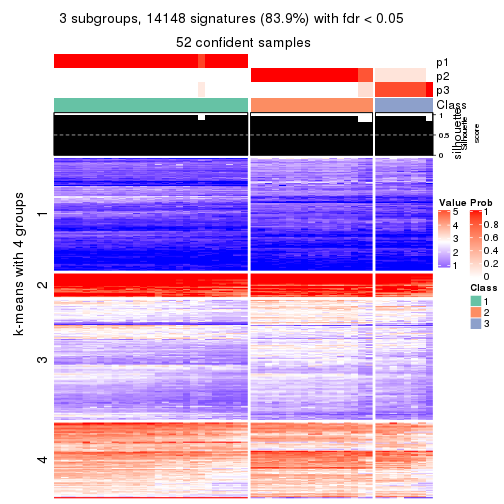 3 subgroups, 14148 signatures (83.9%) with fdr < 0.05
52 confident samples
p1
p2
p3
Class
1
0.5
0
silhouette
Silhouette
score
k-means with 4 groups
1
2
3
4
Value
5
4
3
2
1
Prob
1
0.8
0.6
0.4
0.2
0
Class
1
2
3